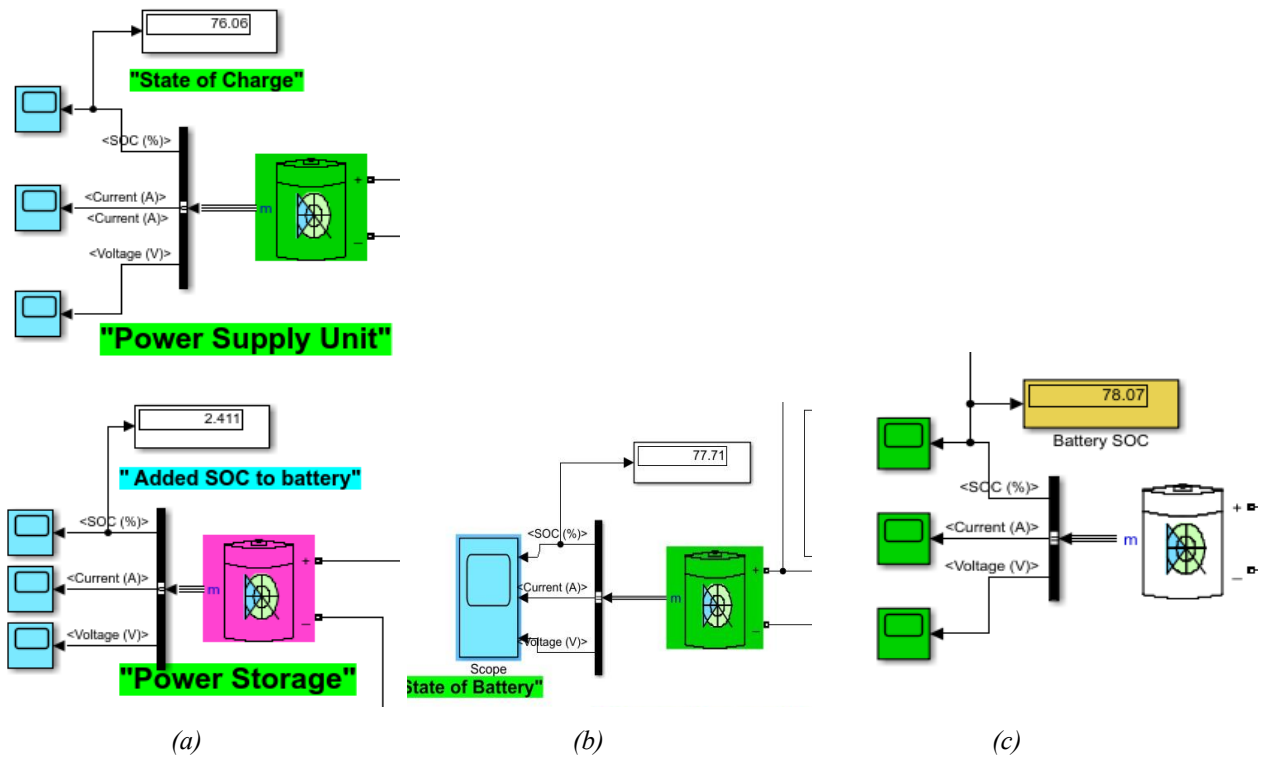 76.06
"State of Charge"
<SOC (%)>
<Current (A)>
<Current (A)>
<Voltage (V)>
m
+
_
"Power Supply Unit"
2.411
" Added SOC to battery"
<SOC (%)>
<Current (A)>
<Voltage (V)>
m
+
_
"Power Storage"
77.71
<SOC (%)>
<Current (A)>
<Voltage (V)>
m
+
_
Scope
State of Battery"
78.07
Battery SOC
<SOC (%)>
<Current (A)>
<Voltage (V)>
m
+
_
(a) (b) (c)